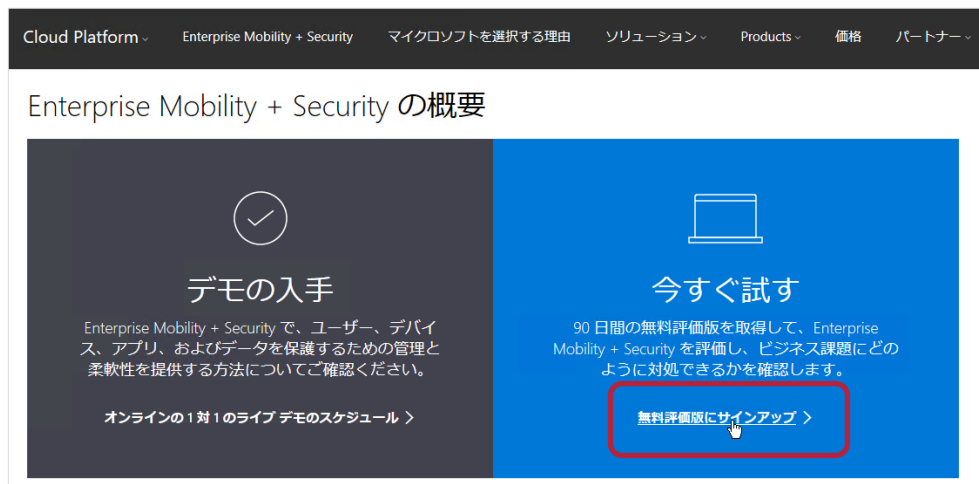 Cloud Platform Enterprise Mobility + Security マイクロソフトを選択する理由 ソリューション Products 価格 パートナー
Enterprise Mobility + Security の概要
デモの入手
Enterprise Mobility + Security で、ユーザー、デバイ
ス、アプリ、およびデータを保護するための管理と
柔軟性を提供する方法についてご確認ください。
オンラインの 1 対 1 のライブ デモのスケジュール
今すぐ試す
90 日間の無料評価版を取得して、Enterprise
Mobility + Security を評価し、ビジネス課題にど
のように対処できるかを確認します。
無料評価版にサインアップ